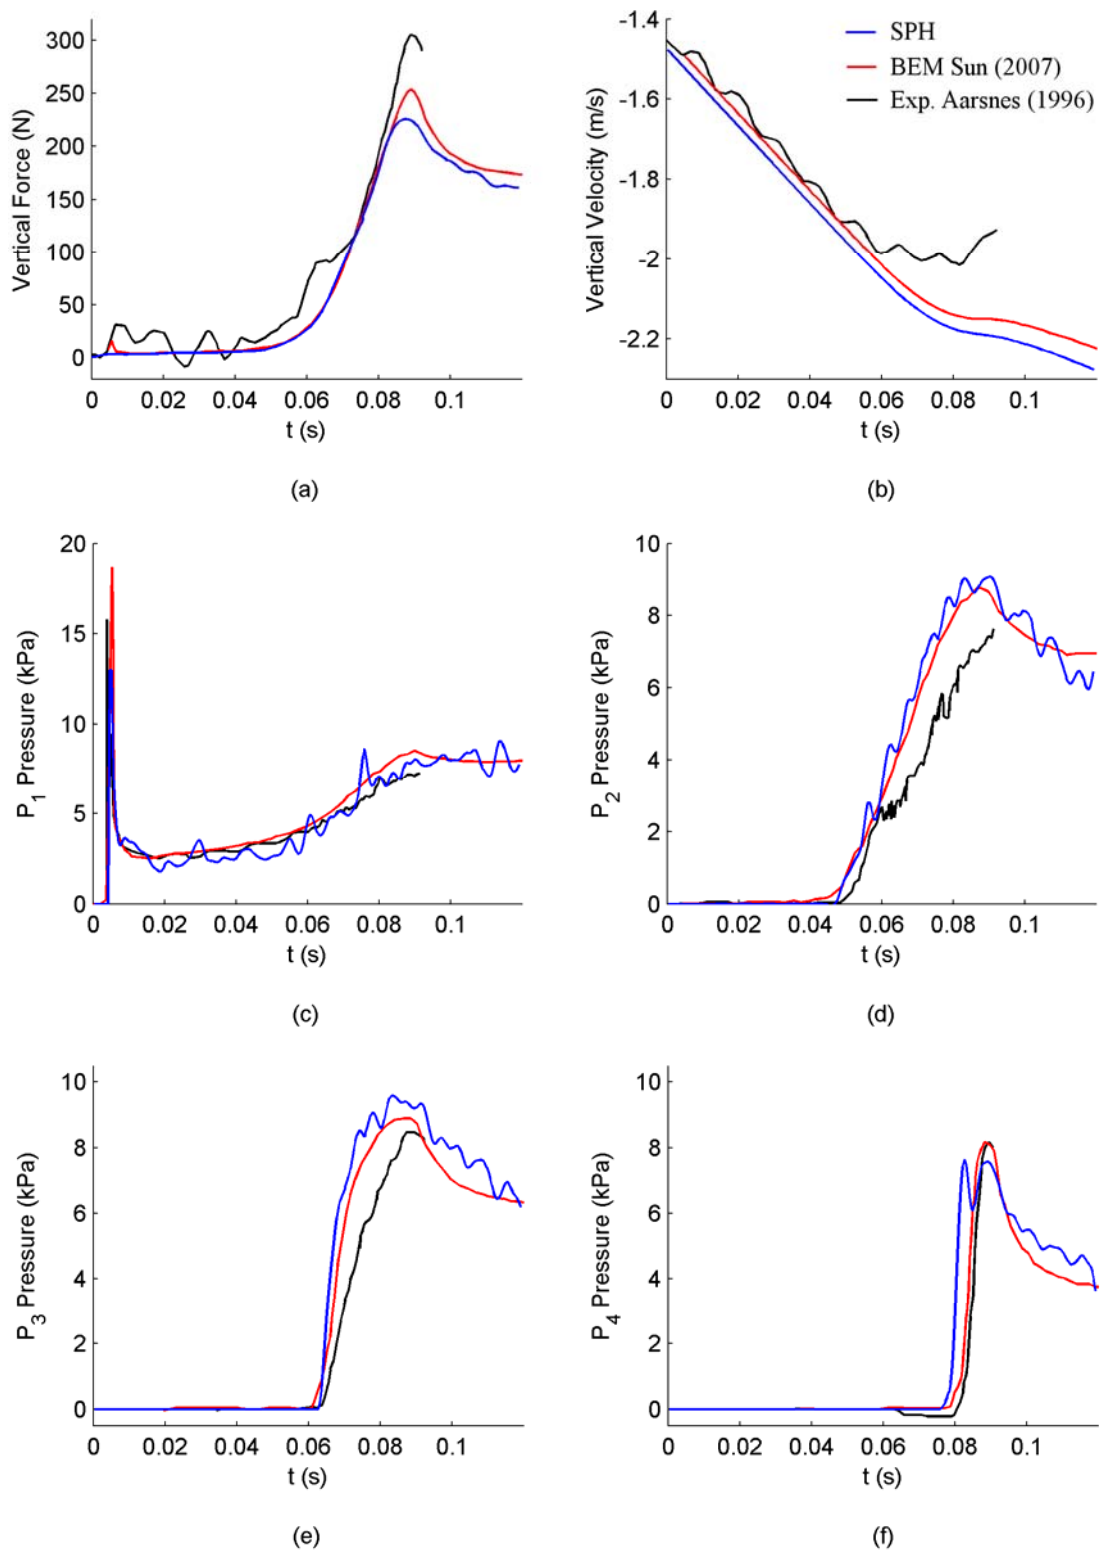 300
250
200
150
100
50
0
Vertical Force (N)
0 0.02 0.04 0.06 0.08 0.1
t (s)
(a)
-1.4
-1.6
-1.8
-2
-2.2
Vertical Velocity (m/s)
SPH
BEM Sun (2007)
Exp. Aarsnes (1996)
0 0.02 0.04 0.06 0.08 0.1
t (s)
(b)
20
15
10
5
0
P1 Pressure (kPa)
0 0.02 0.04 0.06 0.08 0.1
t (s)
(c)
10
8
6
4
2
0
P2 Pressure (kPa)
0 0.02 0.04 0.06 0.08 0.1
t (s)
(d)
10
8
6
4
2
0
P3 Pressure (kPa)
0 0.02 0.04 0.06 0.08 0.1
t (s)
(e)
10
8
6
4
2
0
P4 Pressure (kPa)
0 0.02 0.04 0.06 0.08 0.1
t (s)
(f)